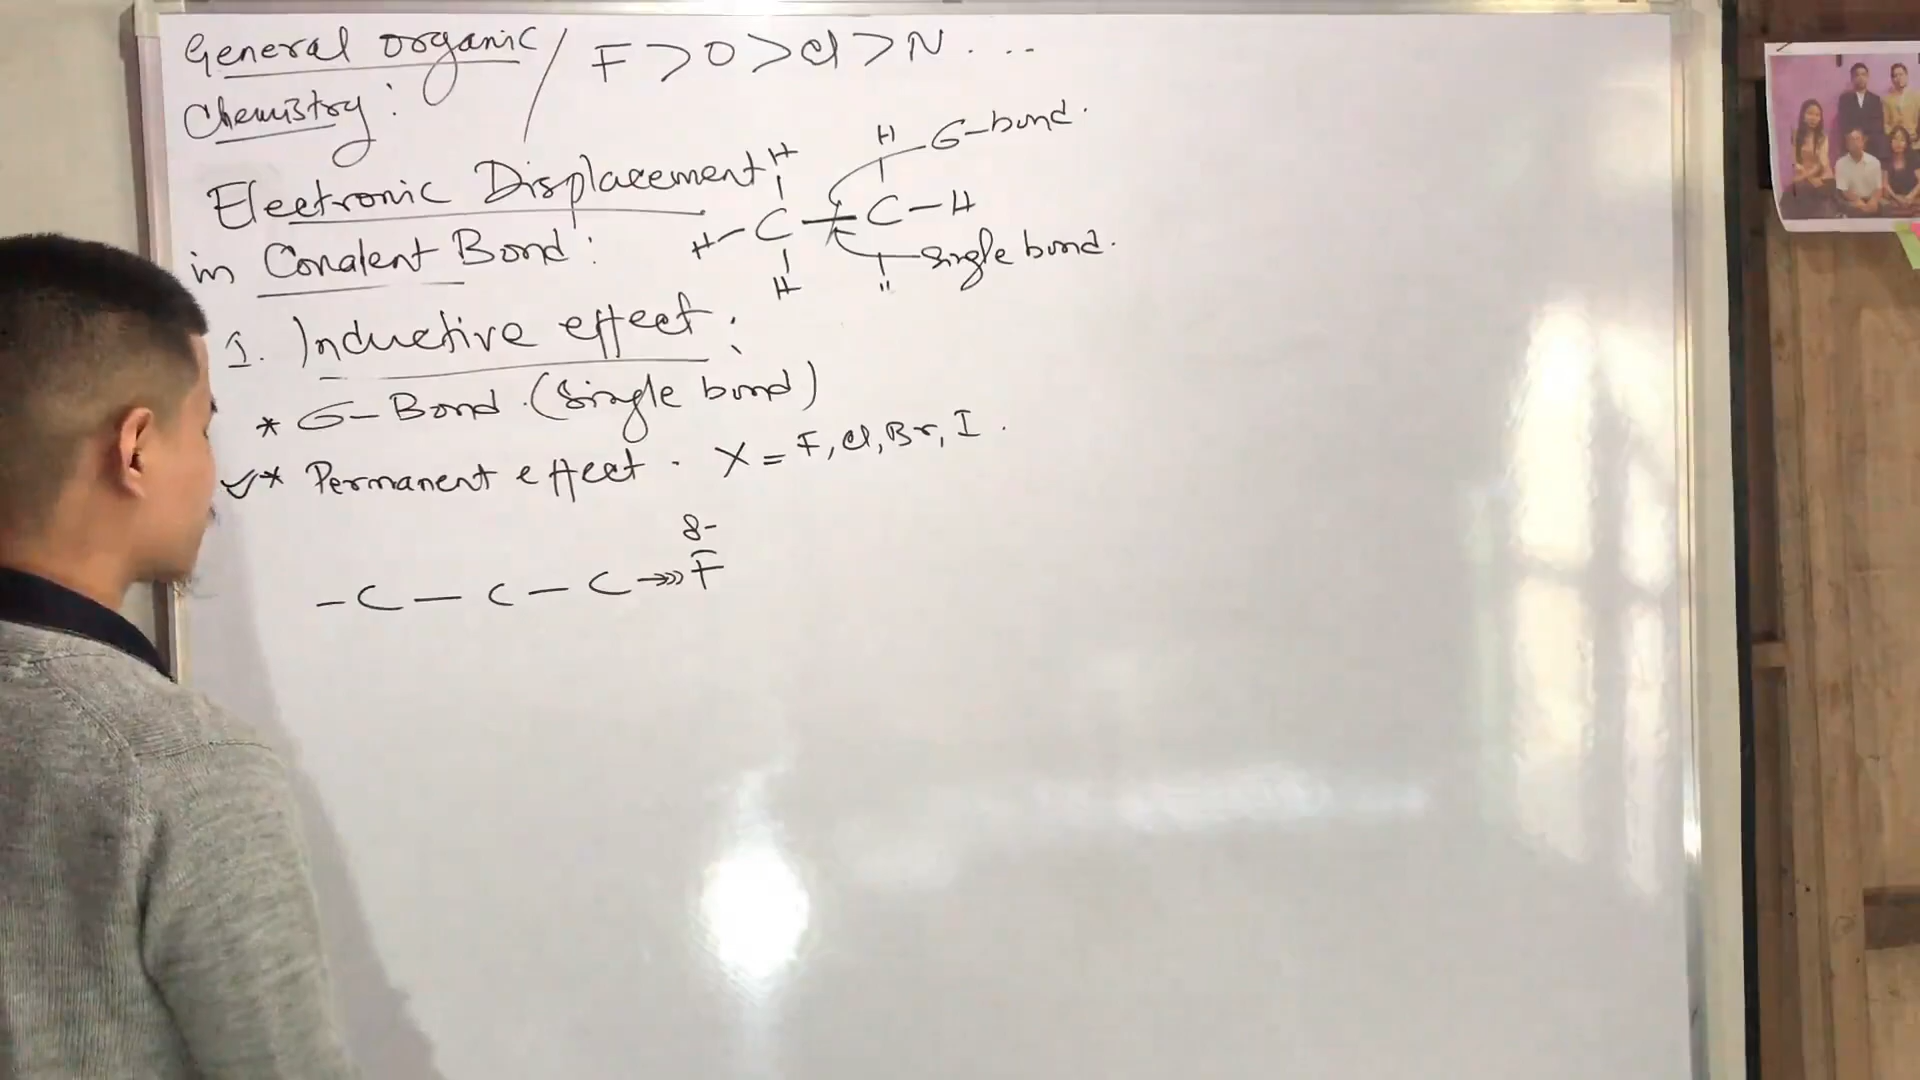 General organic
Chemistry:
F > O > Cl > N ...
Electronic Displacement
in Covalent Bond:
H H σ-bond.
H-C-C-H
H " Single bond.
1. Inductive effect:
* σ-Bond. (Single bond)
* Permanent effect. X = F, Cl, Br, I.
δ-
-C-C-C→>>>F